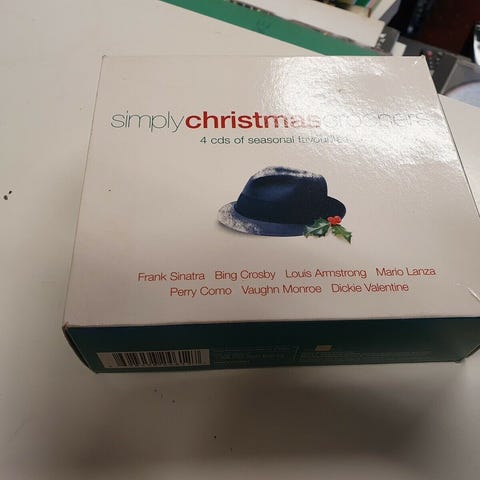 simplychristmascrooners
4 cds of seasonal favourites
Frank Sinatra Bing Crosby Louis Armstrong Mario Lanza
Perry Como Vaughn Monroe Dickie Valentine